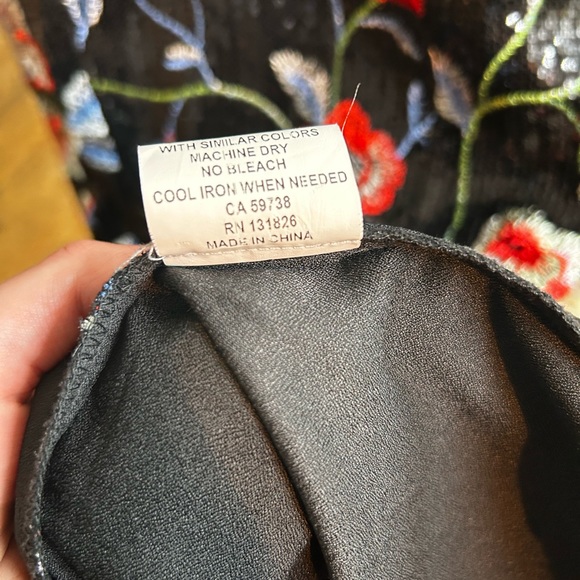 WITH SIMILAR COLORS
MACHINE DRY
NO BLEACH
COOL IRON WHEN NEEDED
CA 59738
RN 131826
MADE IN CHINA